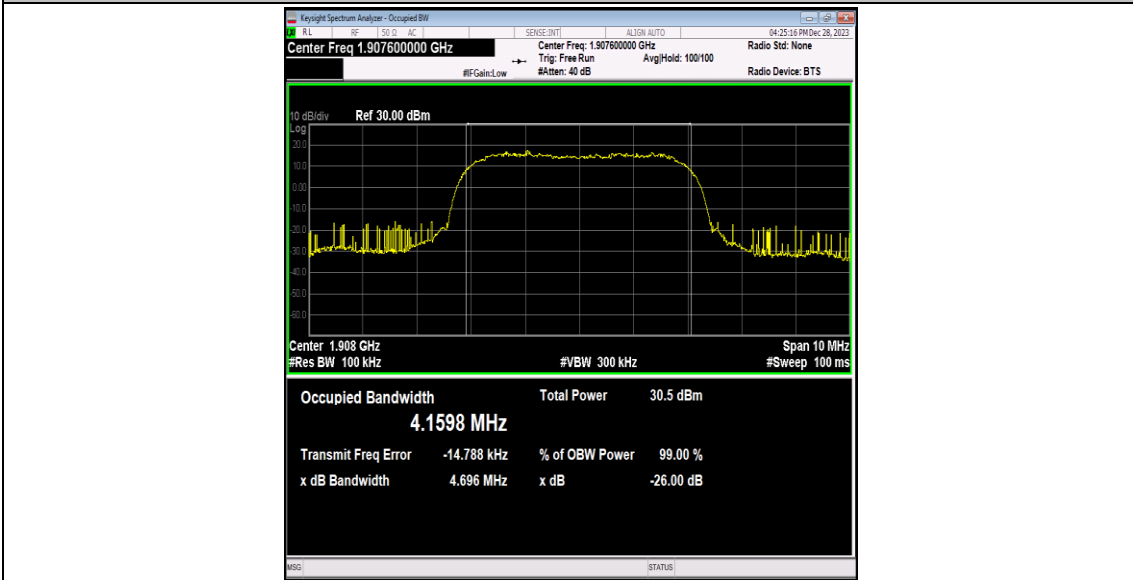 Keysight Spectrum Analyzer - Occupied BW
LXI RL RF 50 Ω AC SENSE:INT ALIGN AUTO 04:25:16 PM Dec 28, 2023
Center Freq 1.907600000 GHz Center Freq: 1.907600000 GHz Radio Std: None
Trig: Free Run Avg|Hold: 100/100
#IFGain:Low #Atten: 40 dB Radio Device: BTS
10 dB/div Ref 30.00 dBm
Log
20.0
10.0
0.00
-10.0
-20.0
-30.0
-40.0
-50.0
-60.0
Center 1.908 GHz Span 10 MHz
#Res BW 100 kHz #VBW 300 kHz #Sweep 100 ms
Occupied Bandwidth Total Power 30.5 dBm
4.1598 MHz
Transmit Freq Error -14.788 kHz % of OBW Power 99.00 %
x dB Bandwidth 4.696 MHz x dB -26.00 dB
MSG STATUS